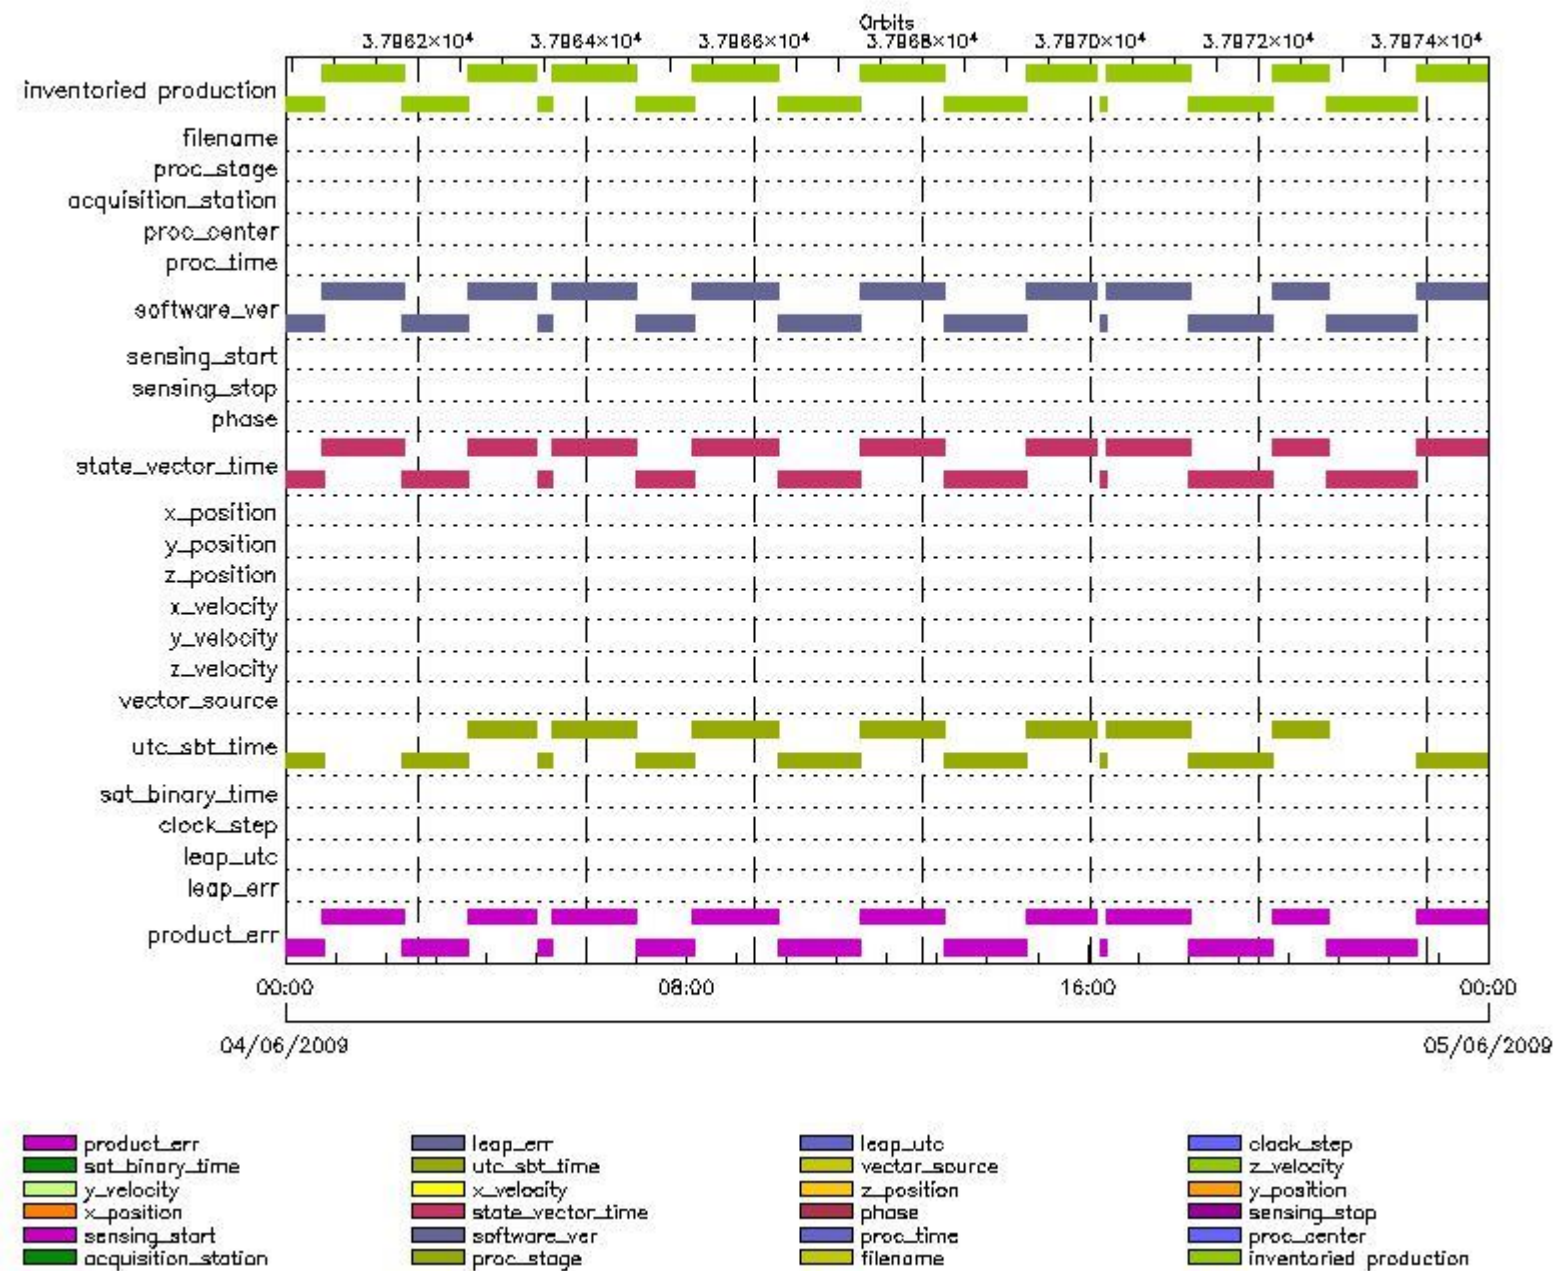 Orbits
3.7962×10⁴ 3.7964×10⁴ 3.7966×10⁴ 3.7968×10⁴ 3.7970×10⁴ 3.7972×10⁴ 3.7974×10⁴
inventoried production
filename
proc_stage
acquisition_station
proc_center
proc_time
software_ver
sensing_start
sensing_stop
phase
state_vector_time
x_position
y_position
z_position
x_velocity
y_velocity
z_velocity
vector_source
utc_sbt_time
sat_binary_time
clock_step
leap_utc
leap_err
product_err
00:00 08:00 16:00 00:00
04/06/2009 05/06/2009
product_err leap_err leap_utc clock_step
sat_binary_time utc_sbt_time vector_source z_velocity
y_velocity x_velocity z_position y_position
x_position state_vector_time phase sensing_stop
sensing_start software_ver proc_time proc_center
acquisition_station proc_stage filename inventoried production